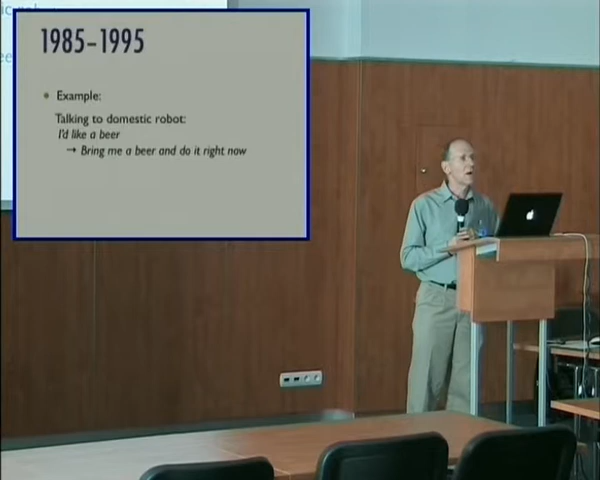 1985–1995
• Example:
Talking to domestic robot:
I'd like a beer
→ Bring me a beer and do it right now